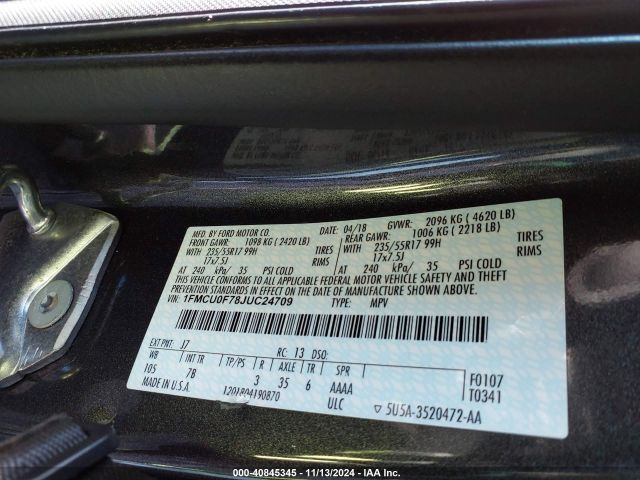 MFD. BY FORD MOTOR CO. 04/18 GVWR: 2096 KG ( 4620 LB)
FRONT GAWR: 1098 KG ( 2420 LB) REAR GAWR: 1006 KG ( 2218 LB)
WITH 235/55R17 99H TIRES WITH 235/55R17 99H TIRES
17x7.5J RIMS 17x7.5J RIMS
AT 240 kPa/ 35 PSI COLD AT 240 kPa/ 35 PSI COLD
THIS VEHICLE CONFORMS TO ALL APPLICABLE FEDERAL MOTOR VEHICLE SAFETY AND THEFT
PREVENTION STANDARDS IN EFFECT ON THE DATE OF MANUFACTURE SHOWN ABOVE.
VIN: 1FMCU0F78JUC24709 TYPE: MPV
EXT PNT: J7 RC: 13 DSO:
WB INT TR TP/PS R AXLE TR SPR
105 7B 3 35 6 AAAA F0107
MADE IN U.S.A. 1201804190870 ULC T0341
5U5A-3520472-AA
000-40845345 - 11/13/2024 - IAA Inc.